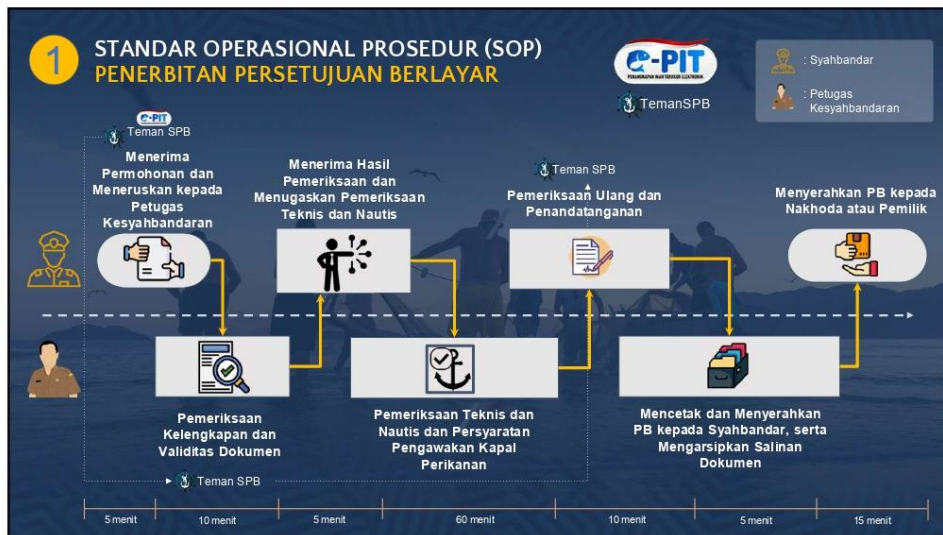 1
STANDAR OPERASIONAL PROSEDUR (SOP)
PENERBITAN PERSETUJUAN BERLAYAR
e-PIT
PENANGKAPAN IKAN TERUKUR ELEKTRONIK
TemanSPB
: Syahbandar
: Petugas
Kesyahbandaran
e-PIT
Teman SPB
Menerima
Permohonan dan
Meneruskan kepada
Petugas
Kesyahbandaran
Menerima Hasil
Pemeriksaan dan
Menugaskan Pemeriksaan
Teknis dan Nautis
Teman SPB
Pemeriksaan Ulang dan
Penandatanganan
Menyerahkan PB kepada
Nakhoda atau Pemilik
Pemeriksaan
Kelengkapan dan
Validitas Dokumen
Pemeriksaan Teknis dan
Nautis dan Persyaratan
Pengawakan Kapal
Perikanan
Mencetak dan Menyerahkan
PB kepada Syahbandar, serta
Mengarsipkan Salinan
Dokumen
Teman SPB
5 menit
10 menit
5 menit
60 menit
10 menit
5 menit
15 menit